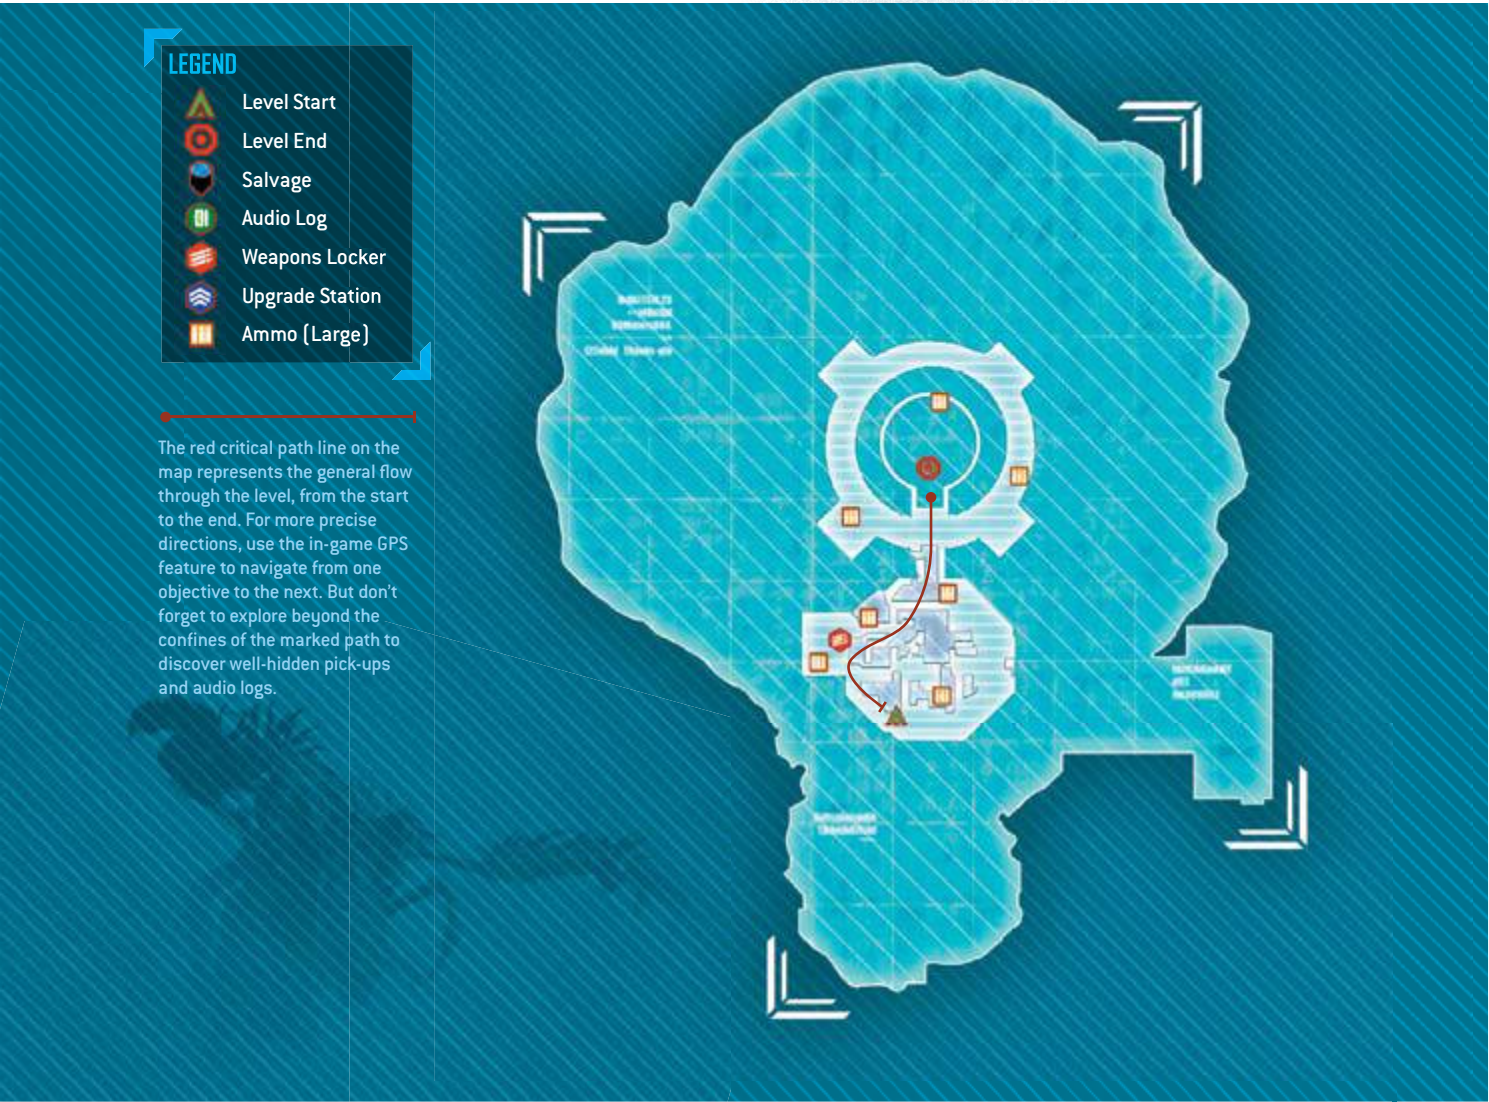 LEGEND
Level Start
Level End
Salvage
Audio Log
Weapons Locker
Upgrade Station
Ammo (Large)
The red critical path line on the
map represents the general flow
through the level, from the start
to the end. For more precise
directions, use the in-game GPS
feature to navigate from one
objective to the next. But don't
forget to explore beyond the
confines of the marked path to
discover well-hidden pick-ups
and audio logs.